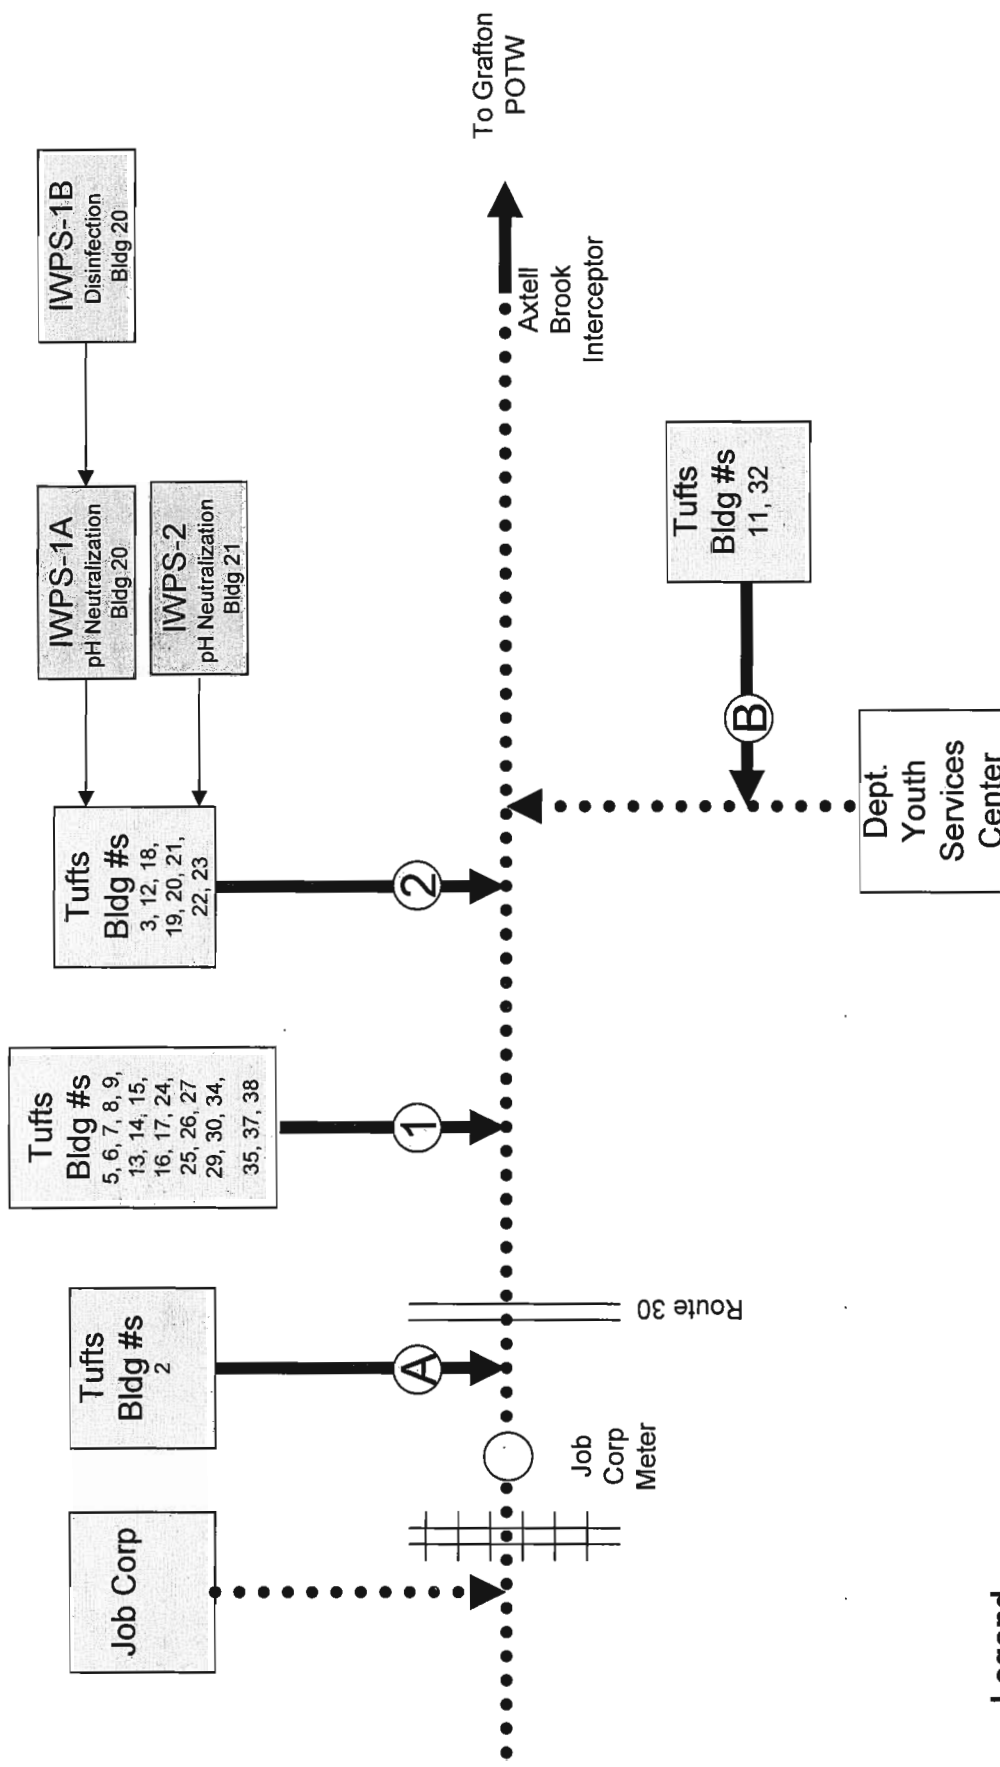 Job Corp
Tufts
Bldg #s
2
Tufts
Bldg #s
5, 6, 7, 8, 9,
13, 14, 15,
16, 17, 24,
25, 26, 27
29, 30, 34,
35, 37, 38
Tufts
Bldg #s
3, 12, 18,
19, 20, 21,
22, 23
IWPS-1A
pH Neutralization
Bldg 20
IWPS-2
pH Neutralization
Bldg 21
IWPS-1B
Disinfection
Bldg 20
A
1
2
Job
Corp
Meter
Route 30
Axtell
Brook
Interceptor
To Grafton
POTW
B
Tufts
Bldg #s
11, 32
Dept.
Youth
Services
Center
Legend